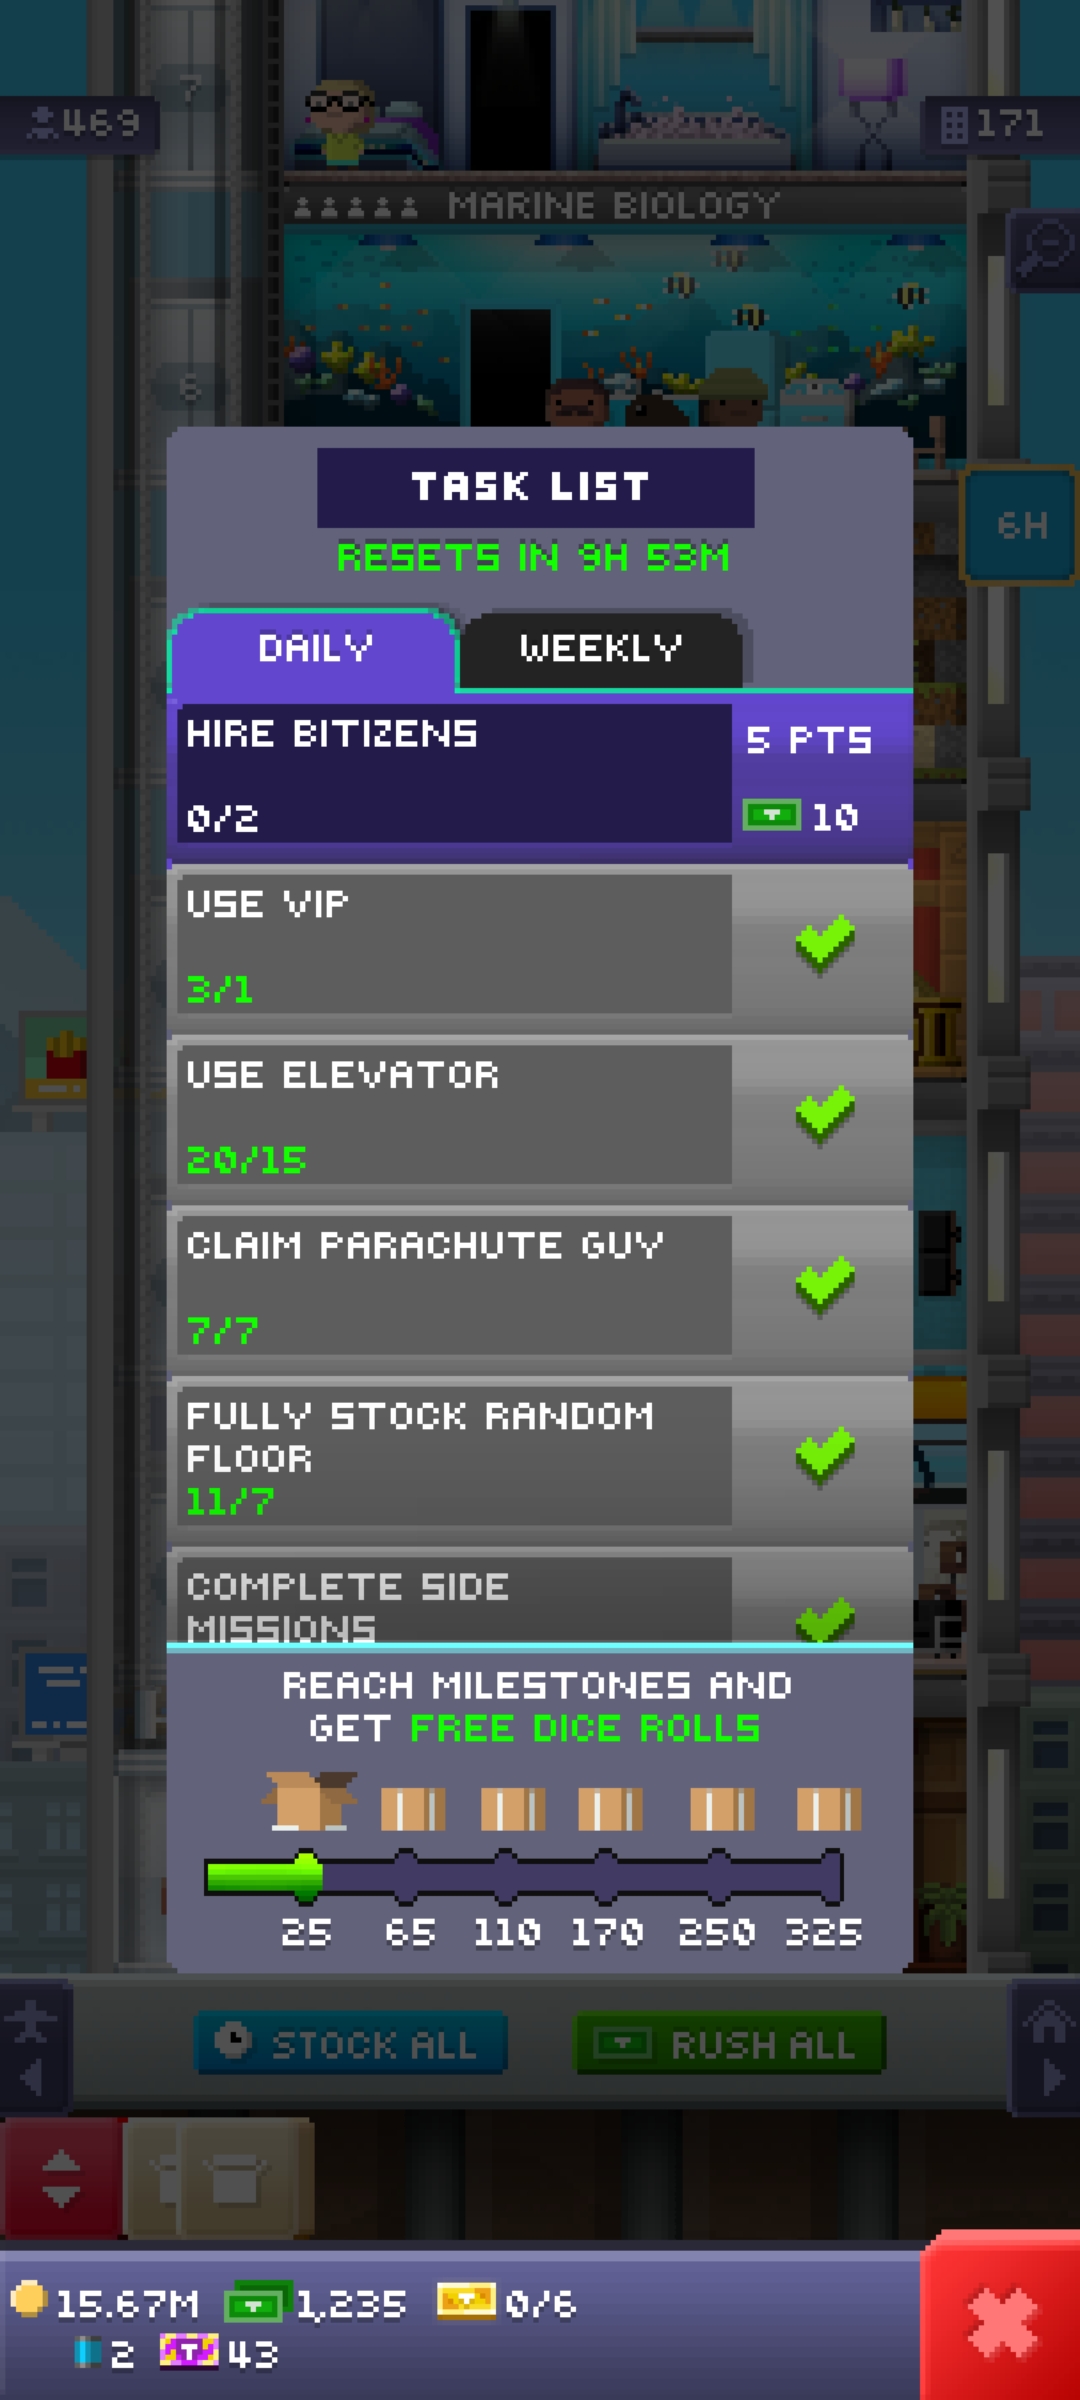 7
469
171
MARINE BIOLOGY
6
TASK LIST
RESETS IN 9H 53M
6H
DAILY
WEEKLY
HIRE BITIZENS
5 PTS
0/2
10
USE VIP
3/1
USE ELEVATOR
20/15
CLAIM PARACHUTE GUY
7/7
FULLY STOCK RANDOM
FLOOR
11/7
COMPLETE SIDE
MISSIONS
REACH MILESTONES AND
GET FREE DICE ROLLS
25 65 110 170 250 325
STOCK ALL
RUSH ALL
15.67M 1,235 0/6
2 43